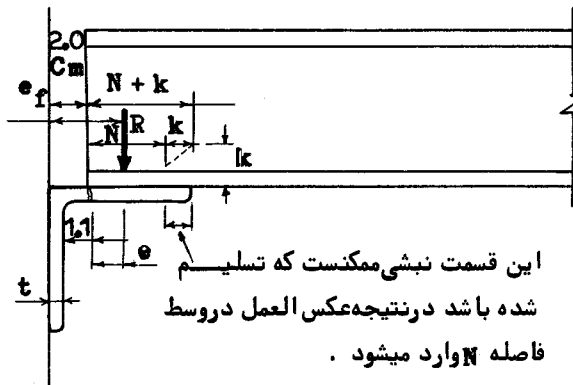 2.0
Cm
N + k
e f
N R k
k
1.1
e
t
این قسمت نبشی ممکنست که تسلیم
شده باشد درنتیجه عکس العمل دروسط
فاصله N وارد میشود .